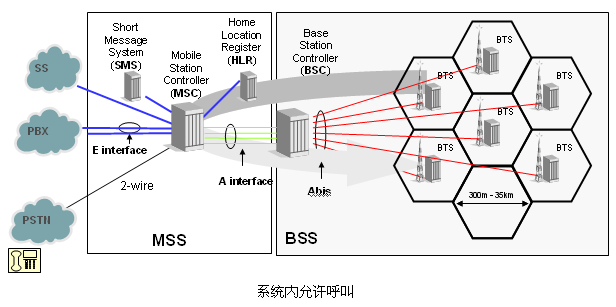 Short
Message
System
(SMS)
Home
Location
Register
(HLR)
Mobile
Station
Controller
(MSC)
Base
Station
Controller
(BSC)
BTS
BTS
BTS
BTS
BTS
BTS
SS
PBX
PSTN
E interface
2-wire
A interface
Abis
300m - 35km
MSS
BSS
系统内允许呼叫